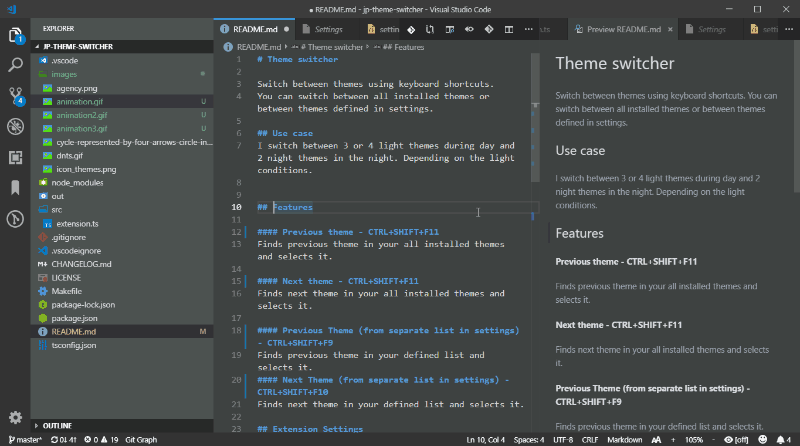 README.md - jp-theme-switcher - Visual Studio Code
EXPLORER
JP-THEME-SWITCHER
.vscode
images
agency.png
animation.gif U
animation2.gif U
animation3.gif U
cycle-represented-by-four-arrows-circle-in...
dnts.gif
icon_themes.png
node_modules
out
src
extension.ts
.gitignore
.vscodeignore
CHANGELOG.md
LICENSE
Makefile
package-lock.json
package.json
README.md M
tsconfig.json
OUTLINE
1
4
README.md
Settings
settin
.ts
README.md › # Theme switcher › ## Features
1 # Theme switcher
2
3 Switch between themes using keyboard shortcuts.
4 You can switch between all installed themes or
between themes defined in settings.
5
6 ## Use case
7 I switch between 3 or 4 light themes during day and
2 night themes in the night. Depending on the light
conditions.
8
9
10 ## Features
11
12 #### Previous theme - CTRL+SHIFT+F11
13 Finds previous theme in your all installed themes
and selects it.
14
15 #### Next theme - CTRL+SHIFT+F11
16 Finds next theme in your all installed themes and
selects it.
17
18 #### Previous Theme (from separate list in settings)
- CTRL+SHIFT+F9
19 Finds previous theme in your defined list and
selects it.
20 #### Next Theme (from separate list in settings) -
CTRL+SHIFT+F10
21 Finds next theme in your defined list and selects it.
22
23 ## Extension Settings
Preview README.md
Settings
settin
Theme switcher
Switch between themes using keyboard shortcuts. You can
switch between all installed themes or between themes
defined in settings.
Use case
I switch between 3 or 4 light themes during day and 2
night themes in the night. Depending on the light
conditions.
Features
Previous theme - CTRL+SHIFT+F11
Finds previous theme in your all installed themes and
selects it.
Next theme - CTRL+SHIFT+F11
Finds next theme in your all installed themes and selects
it.
Previous Theme (from separate list in settings) -
CTRL+SHIFT+F9
Finds previous theme in your defined list and selects it.
master* 0↓ 4↑ 0 19 Git Graph
Ln 10, Col 4 Spaces: 4 UTF-8 CRLF Markdown AA + 105% - [off] 4